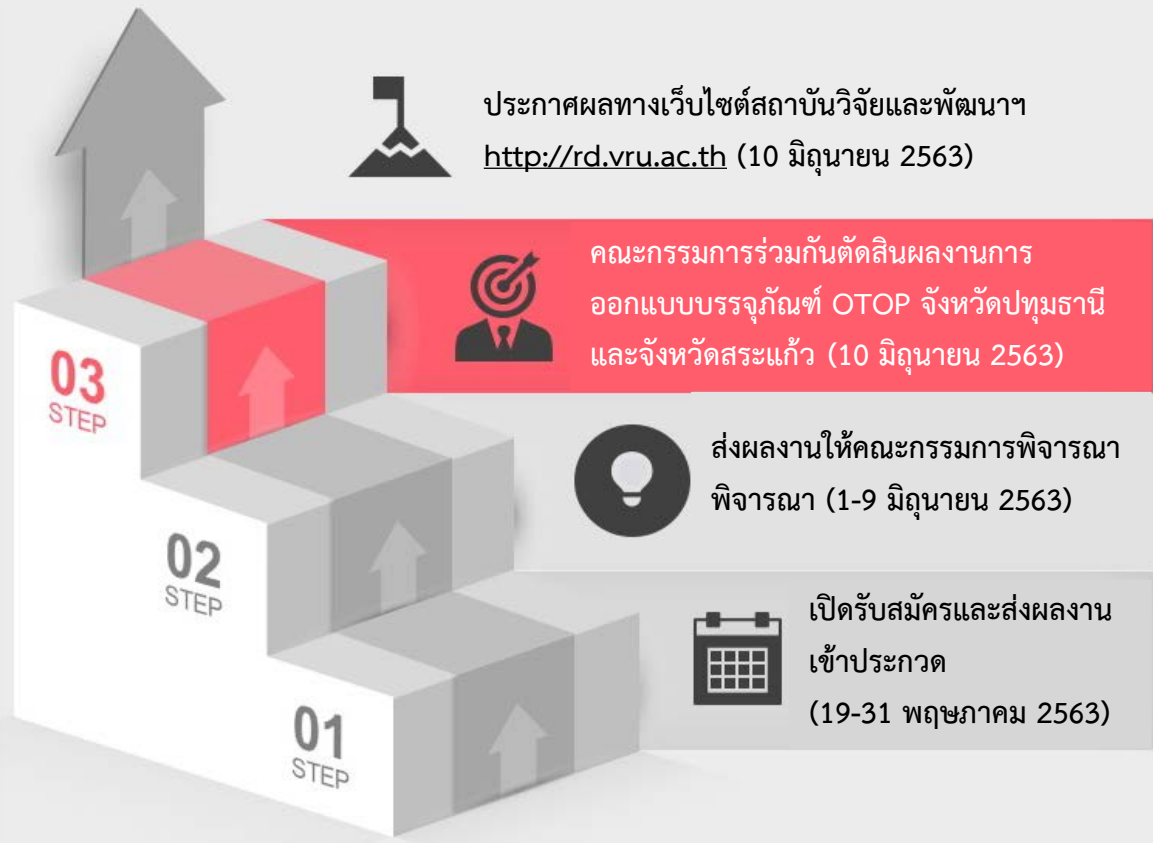 ประกาศผลทางเว็บไซต์สถาบันวิจัยและพัฒนาฯ
http://rd.vru.ac.th (10 มิถุนายน 2563)
คณะกรรมการร่วมกันตัดสินผลงานการ
ออกแบบบรรจุภัณฑ์ OTOP จังหวัดปทุมธานี
และจังหวัดสระแก้ว (10 มิถุนายน 2563)
03
STEP
ส่งผลงานให้คณะกรรมการพิจารณา
พิจารณา (1-9 มิถุนายน 2563)
02
STEP
เปิดรับสมัครและส่งผลงาน
เข้าประกวด
(19-31 พฤษภาคม 2563)
01
STEP